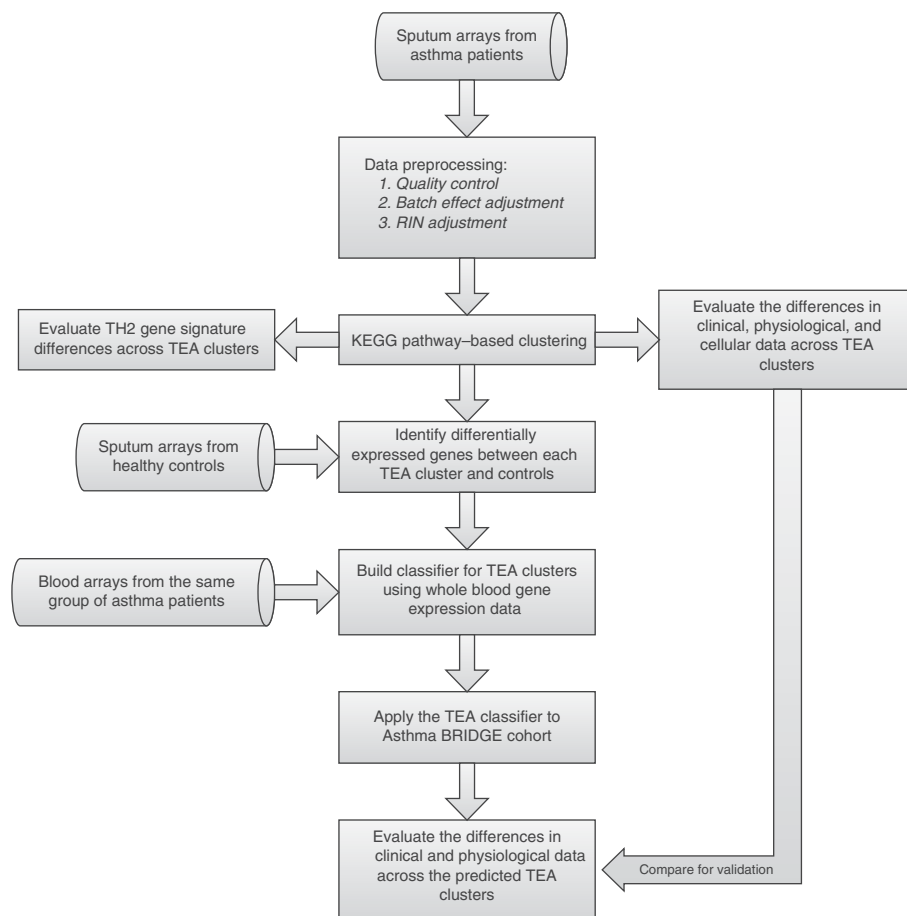 Sputum arrays from
asthma patients
Data preprocessing:
1. Quality control
2. Batch effect adjustment
3. RIN adjustment
Evaluate TH2 gene signature
differences across TEA clusters
KEGG pathway–based clustering
Evaluate the differences in
clinical, physiological, and
cellular data across TEA
clusters
Sputum arrays from
healthy controls
Identify differentially
expressed genes between each
TEA cluster and controls
Blood arrays from the same
group of asthma patients
Build classifier for TEA clusters
using whole blood gene
expression data
Apply the TEA classifier to
Asthma BRIDGE cohort
Evaluate the differences in
clinical and physiological data
across the predicted TEA
clusters
Compare for validation